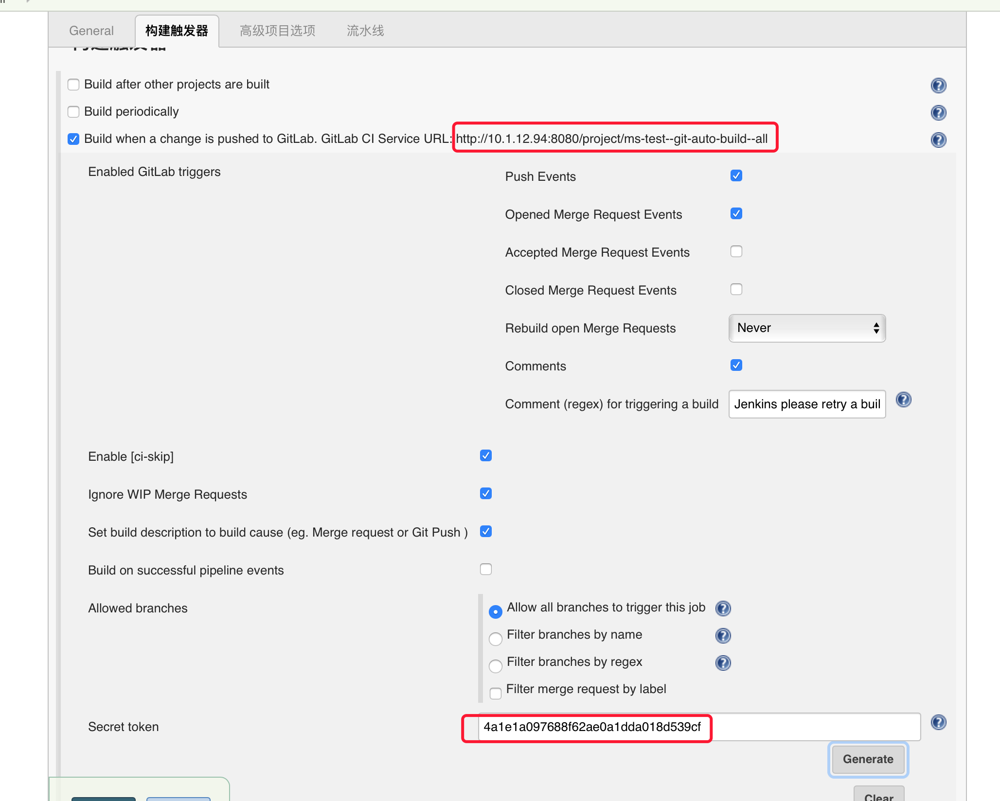 General 构建触发器 高级项目选项 流水线
构建触发器
Build after other projects are built
Build periodically
Build when a change is pushed to GitLab. GitLab CI Service URL: http://10.1.12.94:8080/project/ms-test--git-auto-build--all
Enabled GitLab triggers
Push Events
Opened Merge Request Events
Accepted Merge Request Events
Closed Merge Request Events
Rebuild open Merge Requests Never
Comments
Comment (regex) for triggering a build Jenkins please retry a buil
Enable [ci-skip]
Ignore WIP Merge Requests
Set build description to build cause (eg. Merge request or Git Push )
Build on successful pipeline events
Allowed branches
Allow all branches to trigger this job
Filter branches by name
Filter branches by regex
Filter merge request by label
Secret token 4a1e1a097688f62ae0a1dda018d539cf
Generate
Clear